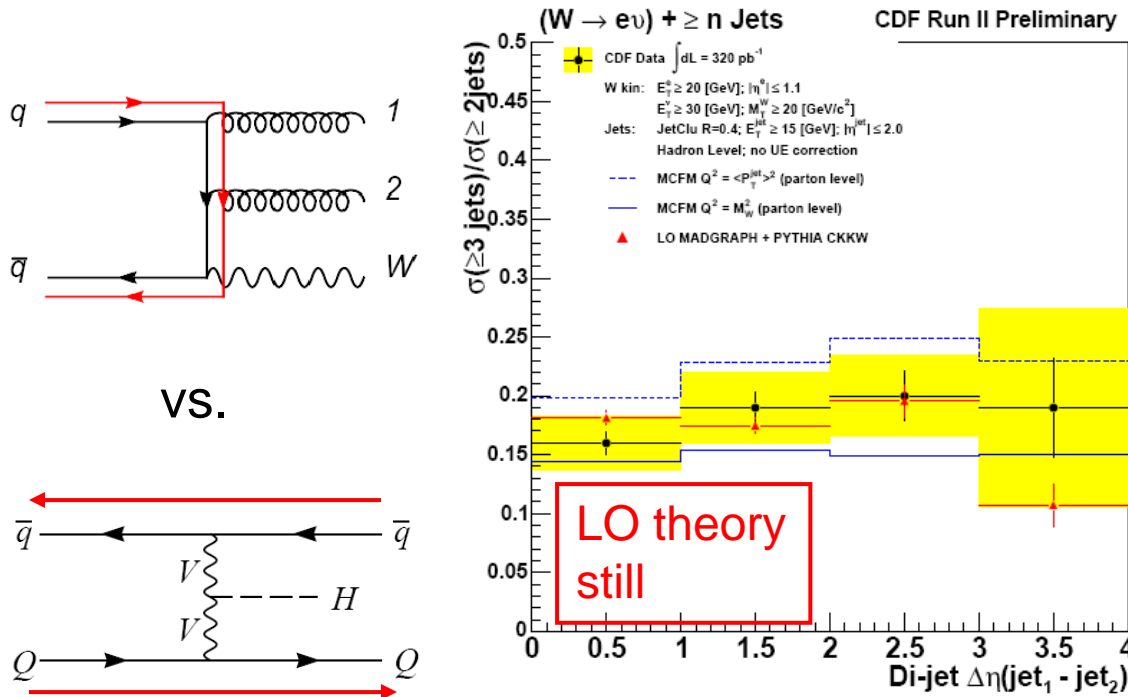 q
1
2
q̅
W
vs.
q̅
q̅
V
H
V
Q
Q
(W → eυ) + ≥ n Jets
CDF Run II Preliminary
CDF Data ∫dL = 320 pb⁻¹
W kin: E_T^e ≥ 20 [GeV]; |η^e| ≤ 1.1
E_T^ν ≥ 30 [GeV]; M_T^W ≥ 20 [GeV/c²]
Jets: JetClu R=0.4; E_T^jet ≥ 15 [GeV]; |η^jet| ≤ 2.0
Hadron Level; no UE correction
MCFM Q² = <P_T^jet>² (parton level)
MCFM Q² = M_W² (parton level)
LO MADGRAPH + PYTHIA CKKW
σ(≥3 jets)/σ(≥ 2jets)
0.5
0.45
0.4
0.35
0.3
0.25
0.2
0.15
0.1
0.05
0
LO theory
still
0 0.5 1 1.5 2 2.5 3 3.5 4
Di-jet Δη(jet₁ - jet₂)